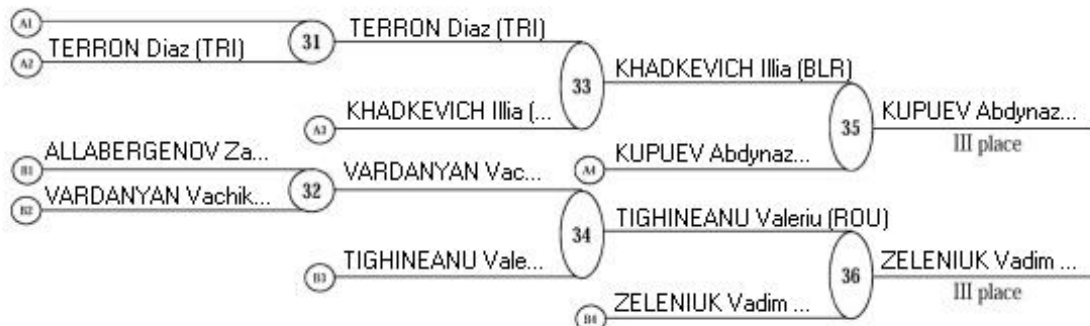 A1
TERRON Diaz (TRI)
A2 TERRON Diaz (TRI)
31
33
KHADKEVICH Illia (BLR)
A3 KHADKEVICH Illia (...
35
KUPUEV Abdynaz...
III place
A4 KUPUEV Abdynaz...
B1 ALLABERGENOV Za...
32
VARDANYAN Vac...
B2 VARDANYAN Vachik...
34
TIGHINEANU Valeriu (ROU)
B3 TIGHINEANU Vale...
36
ZELENIUK Vadim ...
III place
B4 ZELENIUK Vadim ...